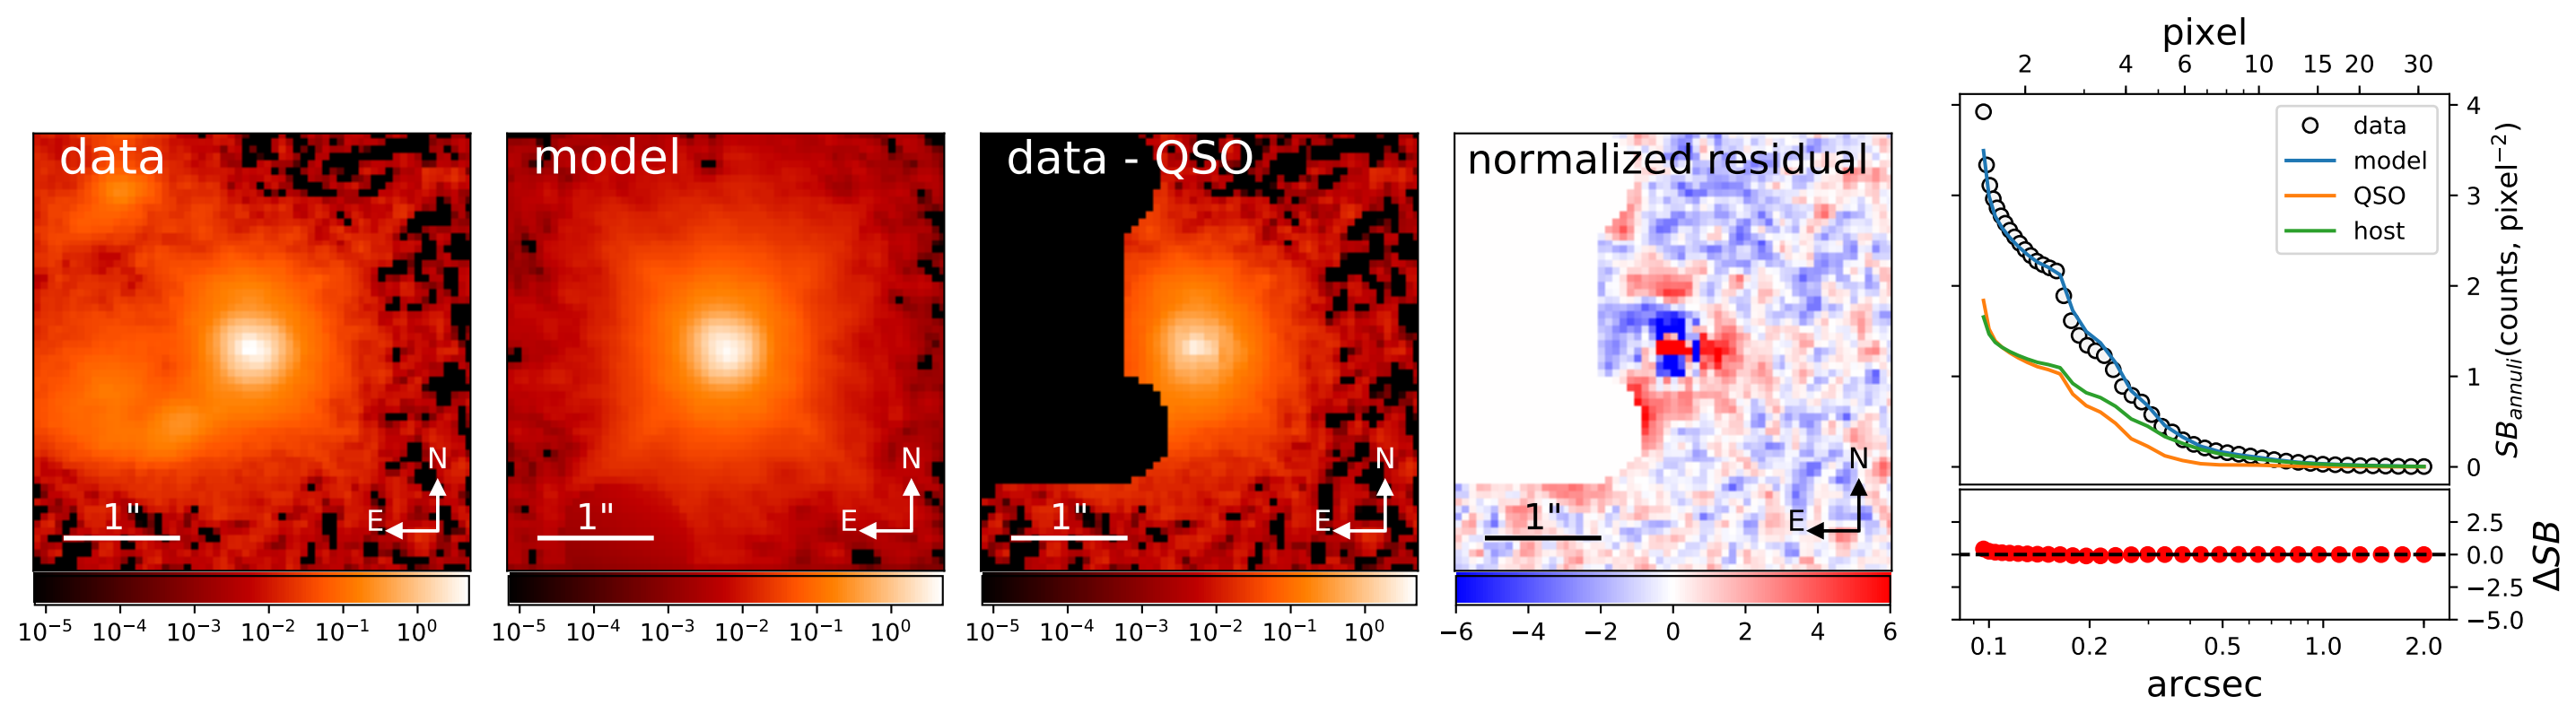 data
N
E
1"
10⁻⁵ 10⁻⁴ 10⁻³ 10⁻² 10⁻¹ 10⁰
model
N
E
1"
10⁻⁵ 10⁻⁴ 10⁻³ 10⁻² 10⁻¹ 10⁰
data - QSO
N
E
1"
10⁻⁵ 10⁻⁴ 10⁻³ 10⁻² 10⁻¹ 10⁰
normalized residual
N
E
1"
−6 −4 −2 0 2 4 6
pixel
2 4 6 10 15 20 30
data
model
QSO
host
4
3
2
1
0
SB_annuli(counts, pixel⁻²)
2.5
0.0
−2.5
−5.0
ΔSB
0.1 0.2 0.5 1.0 2.0
arcsec